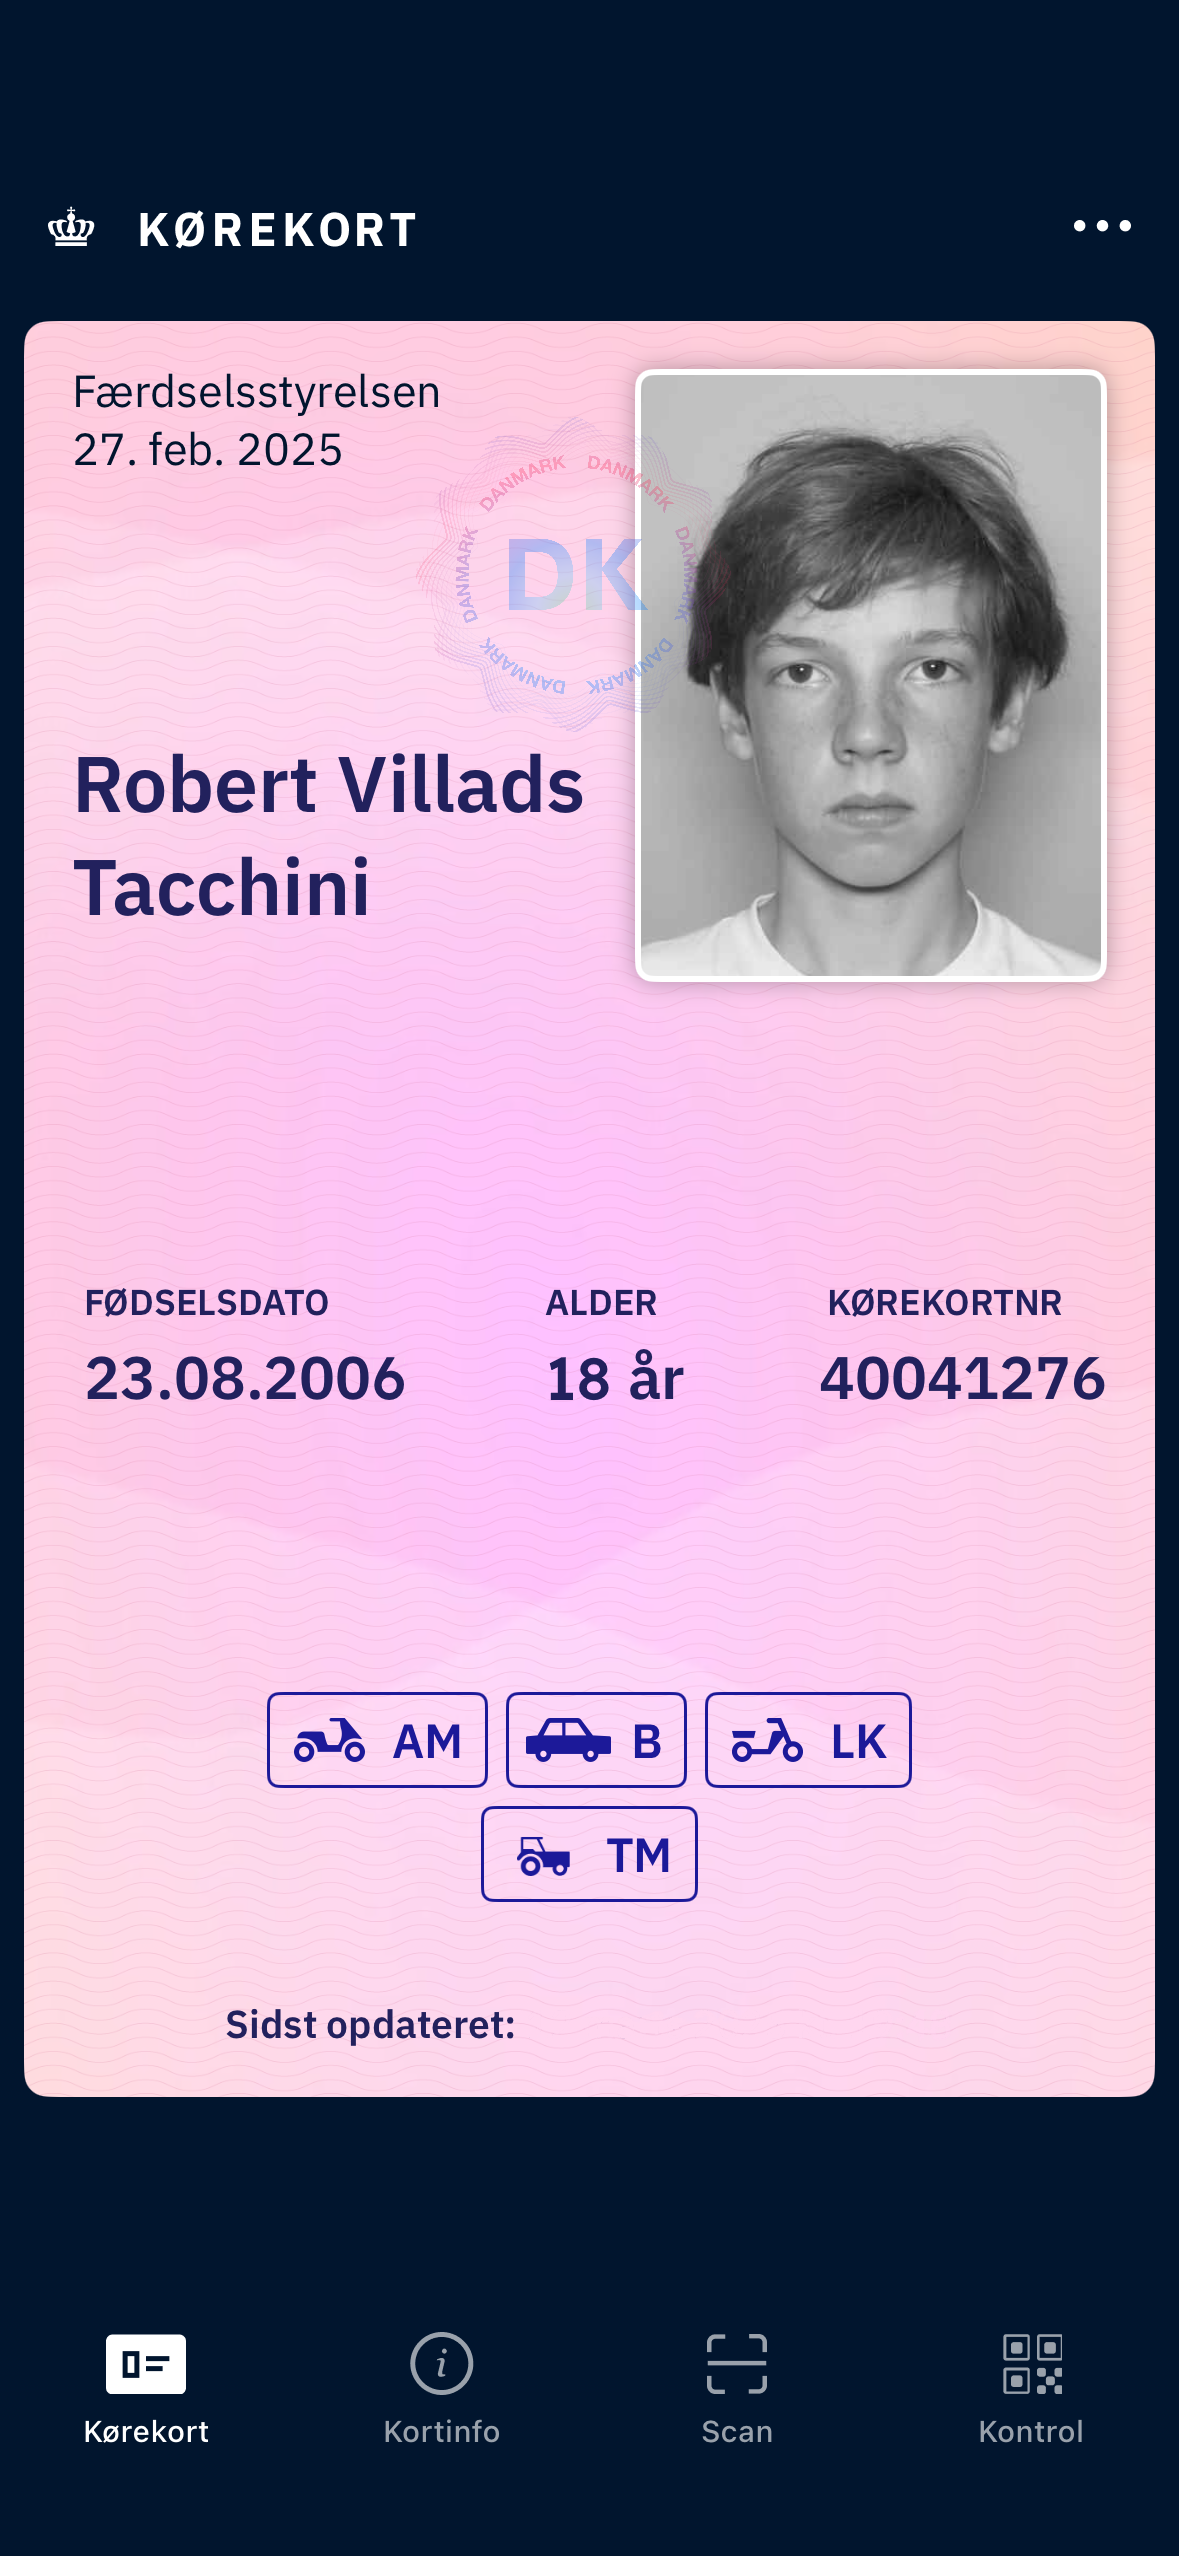 KØREKORT
Færdselsstyrelsen
27. feb. 2025
DANMARK DANMARK DANMARK DANMARK DANMARK DANMARK DANMARK
DK
Robert Villads
Tacchini
FØDSELSDATO ALDER KØREKORTNR
23.08.2006 18 år 40041276
AM B LK
TM
Sidst opdateret:
Kørekort Kortinfo Scan Kontrol